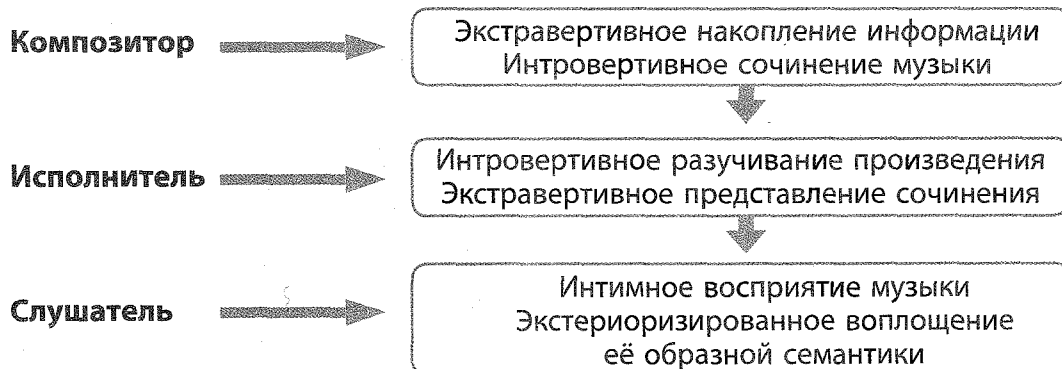 Композитор
Экстравертивное накопление информации
Интровертивное сочинение музыки
Исполнитель
Интровертивное разучивание произведения
Экстравертивное представление сочинения
Слушатель
Интимное восприятие музыки
Экстериоризированное воплощение
её образной семантики